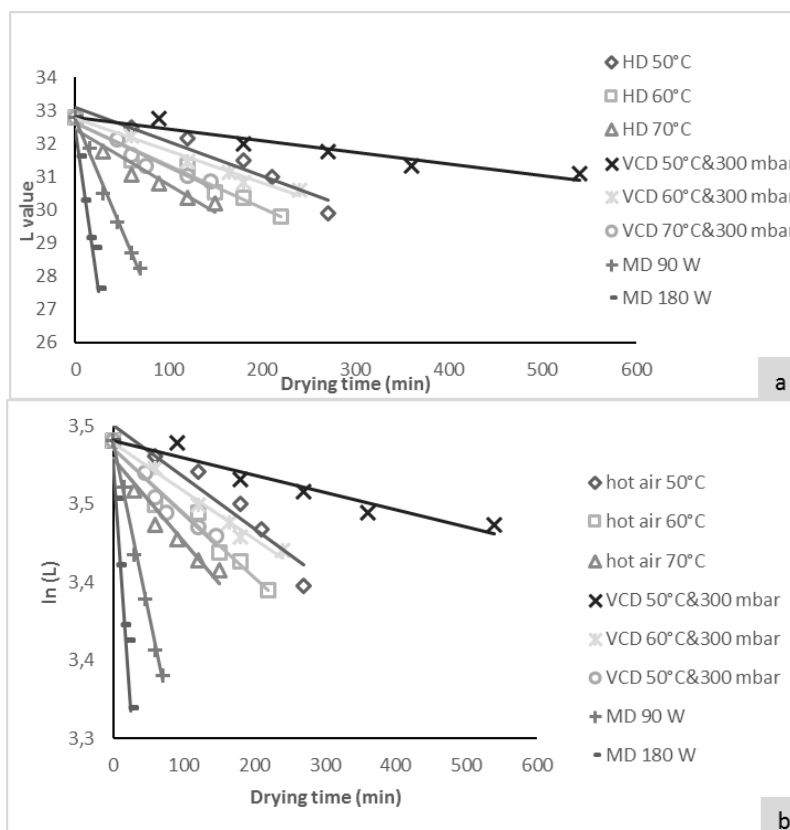 34
33
32
31
30
29
28
27
26
L value
0
100
200
300
400
500
600
Drying time (min)
HD 50°C
HD 60°C
HD 70°C
VCD 50°C&300 mbar
VCD 60°C&300 mbar
VCD 70°C&300 mbar
MD 90 W
MD 180 W
a
3,5
3,5
3,4
3,4
3,3
ln (L)
0
100
200
300
400
500
600
Drying time (min)
hot air 50°C
hot air 60°C
hot air 70°C
VCD 50°C&300 mbar
VCD 60°C&300 mbar
VCD 50°C&300 mbar
MD 90 W
MD 180 W
b